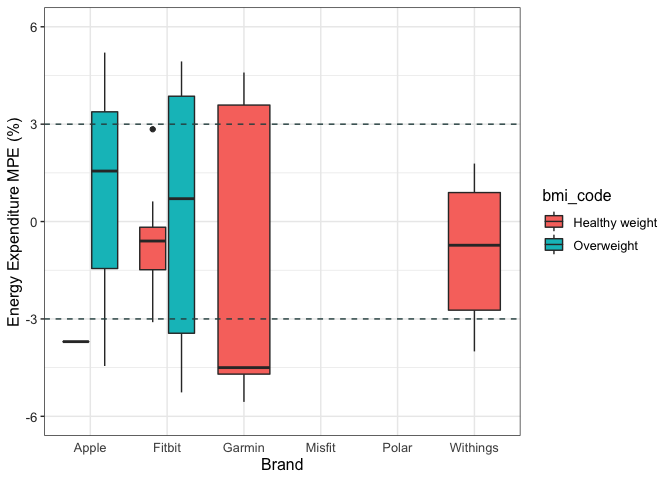 Energy Expenditure MPE (%)
6
3
0
-3
-6
Apple Fitbit Garmin Misfit Polar Withings
Brand
bmi_code
Healthy weight
Overweight